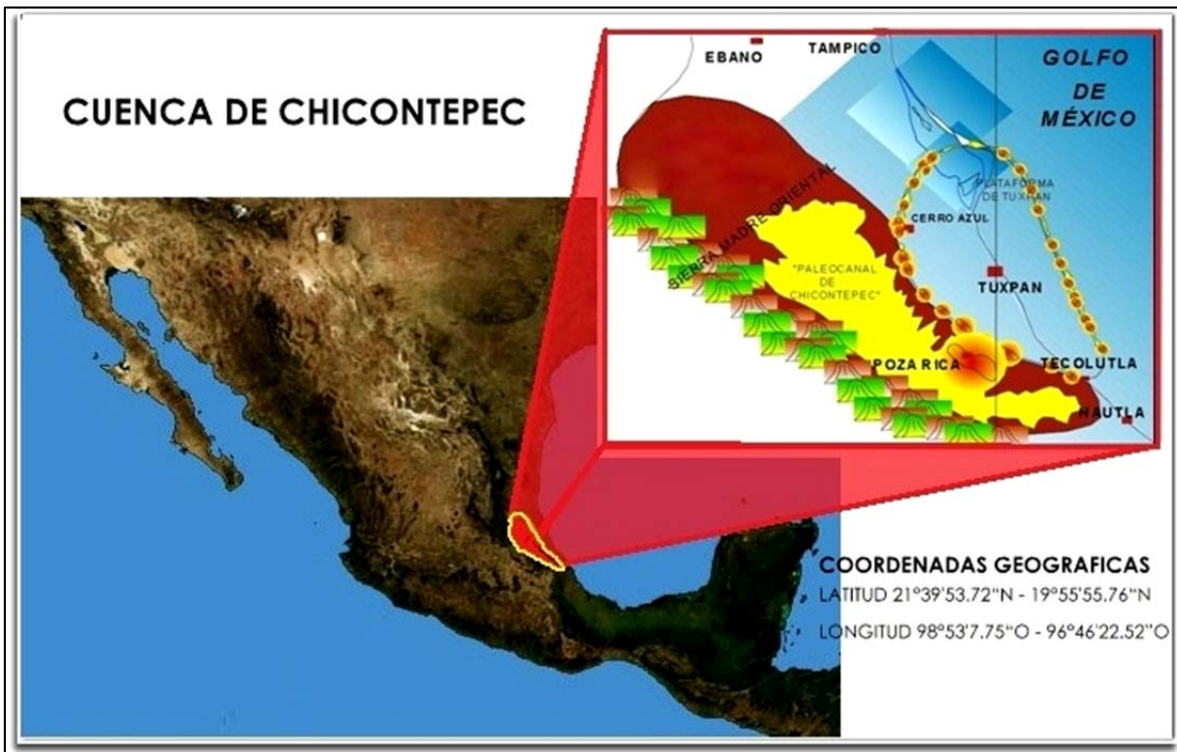 CUENCA DE CHICONTEPEC
EBANO
TAMPICO
GOLFO
DE
MÉXICO
SIERRA MADRE ORIENTAL
PLATAFORMA
DE TUXPAN
CERRO AZUL
"PALEOCANAL
DE
CHICONTEPEC"
TUXPAN
POZA RICA
TECOLUTLA
NAUTLA
COORDENADAS GEOGRAFICAS
LATITUD 21°39'53.72"N - 19°55'55.76"N
LONGITUD 98°53'7.75"O - 96°46'22.52"O